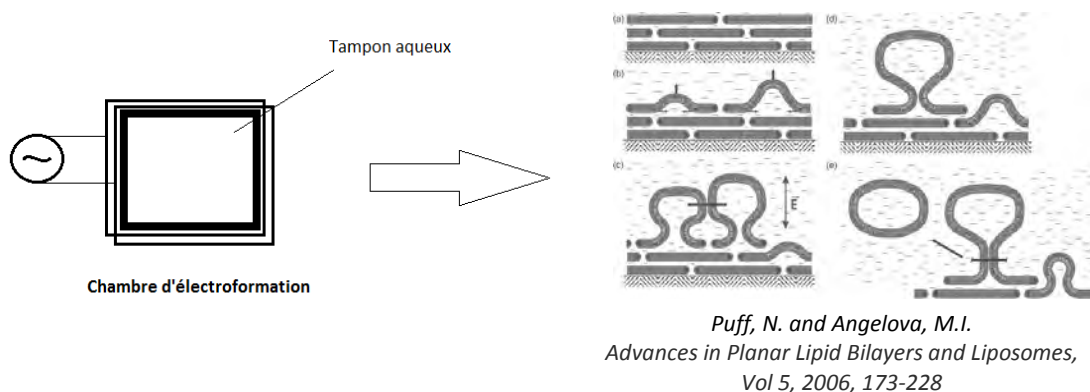 Tampon aqueux
Chambre d'électroformation
(a)
(b)
(c)
E
(d)
(e)
Puff, N. and Angelova, M.I.
Advances in Planar Lipid Bilayers and Liposomes,
Vol 5, 2006, 173-228